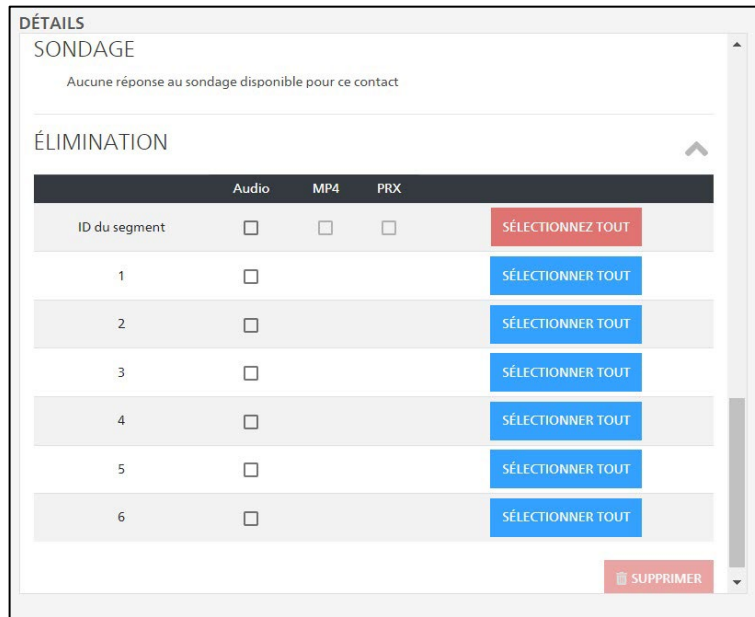 DÉTAILS
SONDAGE
Aucune réponse au sondage disponible pour ce contact
ÉLIMINATION
Audio MP4 PRX
ID du segment SÉLECTIONNEZ TOUT
1 SÉLECTIONNER TOUT
2 SÉLECTIONNER TOUT
3 SÉLECTIONNER TOUT
4 SÉLECTIONNER TOUT
5 SÉLECTIONNER TOUT
6 SÉLECTIONNER TOUT
SUPPRIMER